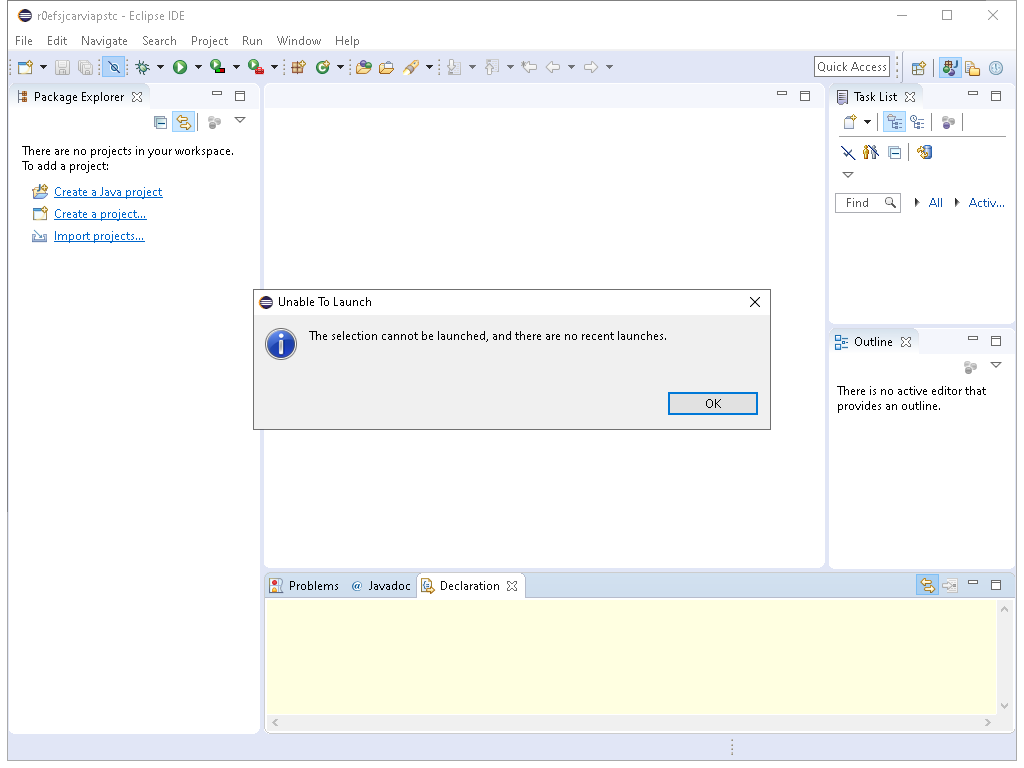 r0efsjcarviapstc - Eclipse IDE
File Edit Navigate Search Project Run Window Help
Quick Access
Package Explorer
There are no projects in your workspace.
To add a project:
Create a Java project
Create a project...
Import projects...
Task List
Find All Activ...
Unable To Launch
The selection cannot be launched, and there are no recent launches.
OK
Outline
There is no active editor that
provides an outline.
Problems @ Javadoc Declaration